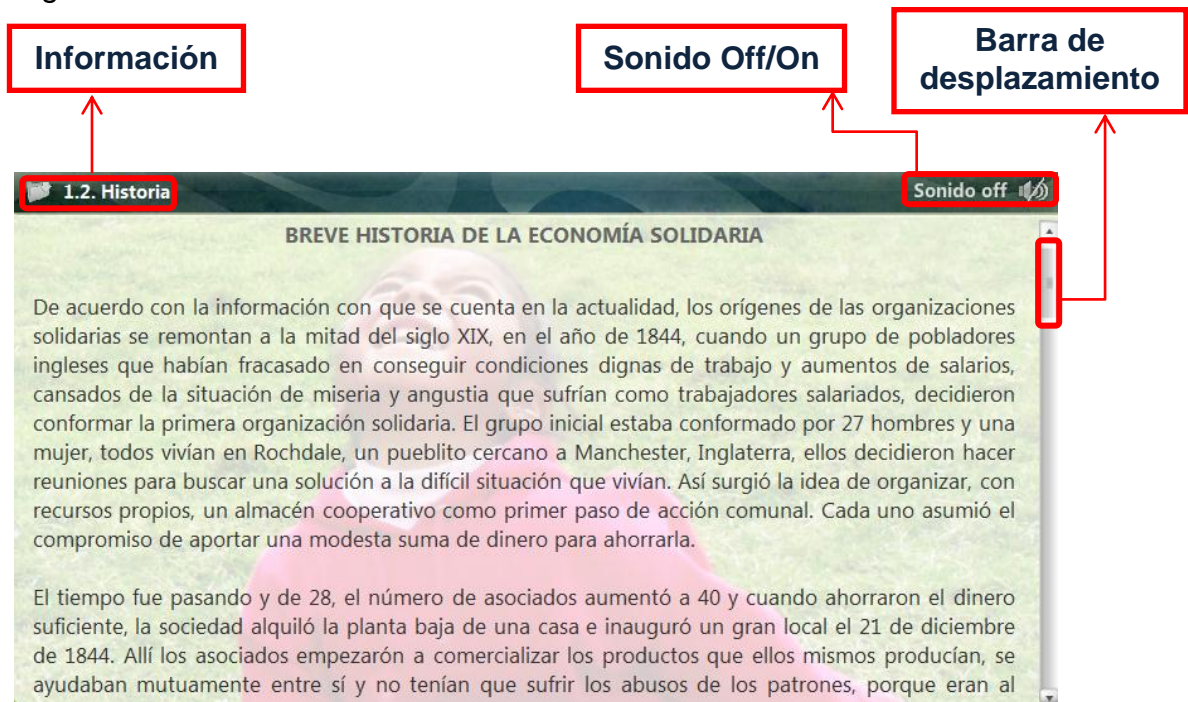 Información
Sonido Off/On
Barra de
desplazamiento
1.2. Historia
Sonido off
BREVE HISTORIA DE LA ECONOMÍA SOLIDARIA
De acuerdo con la información con que se cuenta en la actualidad, los orígenes de las organizaciones
solidarias se remontan a la mitad del siglo XIX, en el año de 1844, cuando un grupo de pobladores
ingleses que habían fracasado en conseguir condiciones dignas de trabajo y aumentos de salarios,
cansados de la situación de miseria y angustia que sufrían como trabajadores salariados, decidieron
conformar la primera organización solidaria. El grupo inicial estaba conformado por 27 hombres y una
mujer, todos vivían en Rochdale, un pueblito cercano a Manchester, Inglaterra, ellos decidieron hacer
reuniones para buscar una solución a la difícil situación que vivían. Así surgió la idea de organizar, con
recursos propios, un almacén cooperativo como primer paso de acción comunal. Cada uno asumió el
compromiso de aportar una modesta suma de dinero para ahorrarla.
El tiempo fue pasando y de 28, el número de asociados aumentó a 40 y cuando ahorraron el dinero
suficiente, la sociedad alquiló la planta baja de una casa e inauguró un gran local el 21 de diciembre
de 1844. Allí los asociados empezarón a comercializar los productos que ellos mismos producían, se
ayudaban mutuamente entre sí y no tenían que sufrir los abusos de los patrones, porque eran al